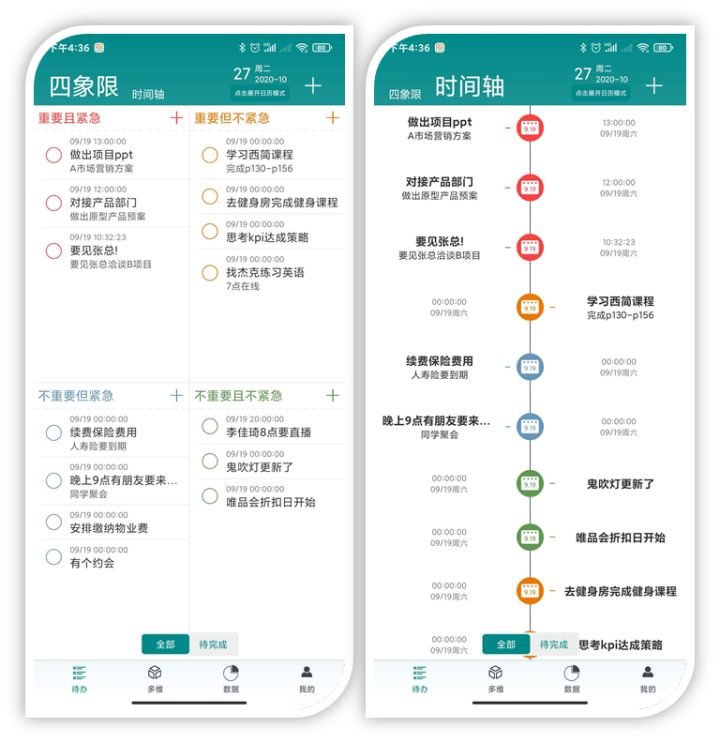 下午4:36
80
四象限 时间轴
27 周二
2020-10
点击展开日历模式
重要且紧急
09/19 13:00:00
做出项目ppt
A市场营销方案
09/19 12:00:00
对接产品部门
做出原型产品预案
09/19 10:32:23
要见张总!
要见张总洽谈B项目
重要但不紧急
09/19 00:00:00
学习西简课程
完成p130-p156
09/19 00:00:00
去健身房完成健身课程
09/19 00:00:00
思考kpi达成策略
09/19 00:00:00
找杰克练习英语
7点在线
不重要但紧急
09/19 00:00:00
续费保险费用
人寿险要到期
09/19 00:00:00
晚上9点有朋友要来...
同学聚会
09/19 00:00:00
安排缴纳物业费
09/19 00:00:00
有个约会
不重要且不紧急
09/19 20:00:00
李佳琦8点要直播
09/19 00:00:00
鬼吹灯更新了
09/19 00:00:00
唯品会折扣日开始
全部 待完成
待办 多维 数据 我的
下午4:36
80
四象限 时间轴
27 周二
2020-10
点击展开日历模式
做出项目ppt
A市场营销方案
9.19
13:00:00
09/19周六
对接产品部门
做出原型产品预案
9.19
12:00:00
09/19周六
要见张总!
要见张总洽谈B项目
9.19
10:32:23
09/19周六
00:00:00
09/19周六
9.19
学习西简课程
完成p130-p156
续费保险费用
人寿险要到期
9.19
00:00:00
09/19周六
晚上9点有朋友要来...
同学聚会
9.19
00:00:00
09/19周六
00:00:00
09/19周六
9.19
鬼吹灯更新了
00:00:00
09/19周六
9.19
唯品会折扣日开始
00:00:00
09/19周六
9.19
去健身房完成健身课程
00:00:00
09/19周六
思考kpi达成策略
全部 待完成
待办 多维 数据 我的